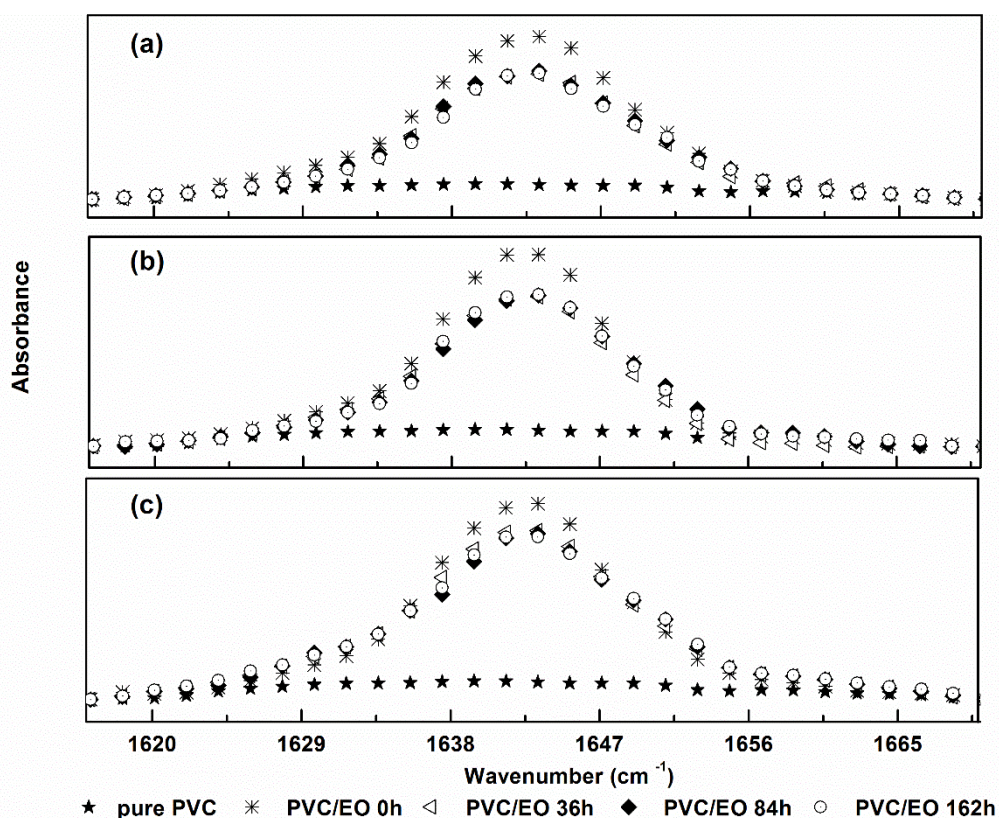 (a)
(b)
Absorbance
(c)
1620 1629 1638 1647 1656 1665
Wavenumber (cm ⁻¹)
pure PVC PVC/EO 0h PVC/EO 36h PVC/EO 84h PVC/EO 162h